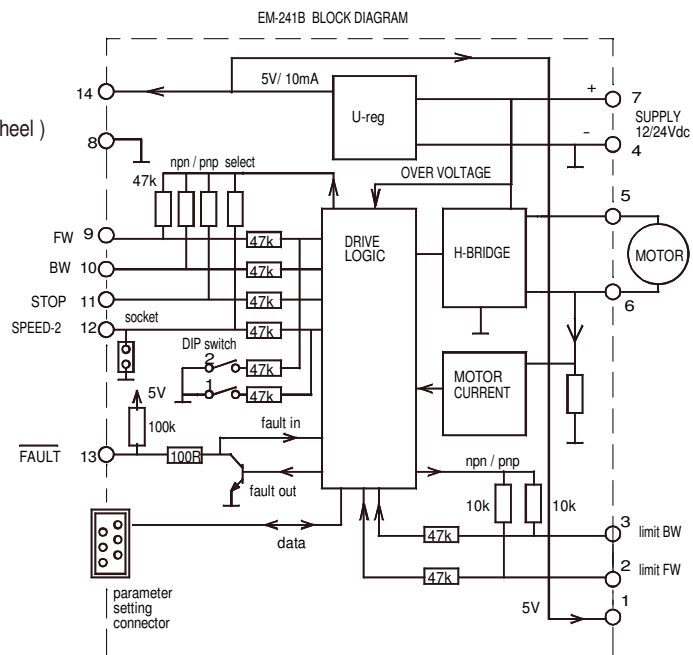 EM-241B BLOCK DIAGRAM
heel )
14
5V/ 10mA
U-reg
+
7
SUPPLY
12/24Vdc
-
4
8
npn / pnp select
47k
OVER VOLTAGE
5
FW 9
47k
BW 10
47k
STOP 11
47k
SPEED-2 12
47k
socket
DRIVE
LOGIC
H-BRIDGE
MOTOR
6
DIP switch
2
47k
1
47k
5V
100k
MOTOR
CURRENT
fault in
FAULT 13
100R
fault out
npn / pnp
10k
10k
data
47k
3 limit BW
47k
2 limit FW
5V
1
parameter
setting
connector